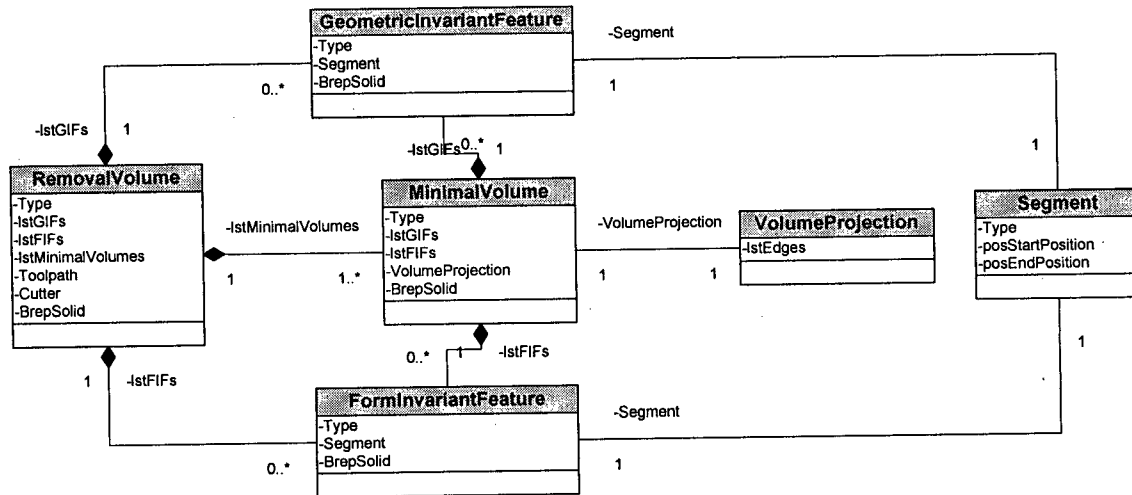 GeometricInvariantFeature
-Type
-Segment
-BrepSolid
-Segment
0..*
1
-lstGIFs
1
-lstGIFs
0..*
1
1
RemovalVolume
-Type
-lstGIFs
-lstFIFs
-lstMinimalVolumes
-Toolpath
-Cutter
-BrepSolid
-lstMinimalVolumes
1
1..*
MinimalVolume
-Type
-lstGIFs
-lstFIFs
-VolumeProjection
-BrepSolid
-VolumeProjection
1
1
VolumeProjection
-lstEdges
Segment
-Type
-posStartPosition
-posEndPosition
1
-lstFIFs
0..*
1
-lstFIFs
1
FormInvariantFeature
-Type
-Segment
-BrepSolid
-Segment
0..*
1